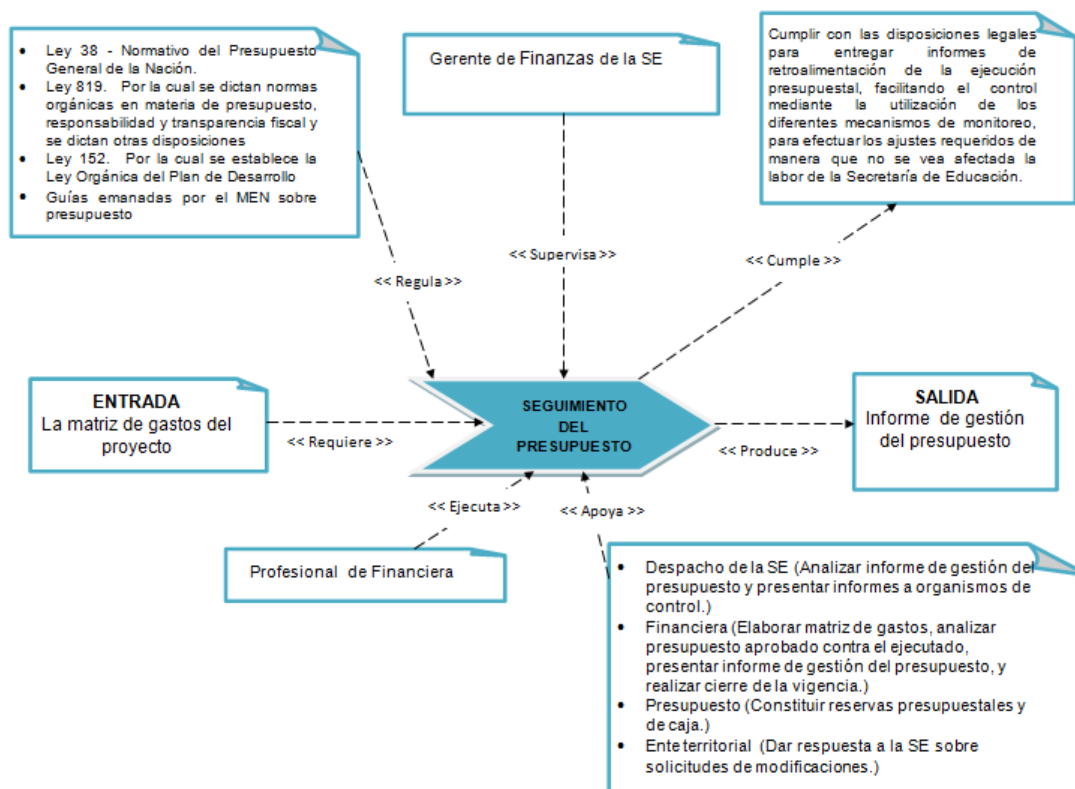 • Ley 38 - Normativo del Presupuesto
General de la Nación.
• Ley 819. Por la cual se dictan normas
orgánicas en materia de presupuesto,
responsabilidad y transparencia fiscal y
se dictan otras disposiciones
• Ley 152. Por la cual se establece la
Ley Orgánica del Plan de Desarrollo
• Guías emanadas por el MEN sobre
presupuesto
Gerente de Finanzas de la SE
Cumplir con las disposiciones legales
para entregar informes de
retroalimentación de la ejecución
presupuestal, facilitando el control
mediante la utilización de los
diferentes mecanismos de monitoreo,
para efectuar los ajustes requeridos de
manera que no se vea afectada la
labor de la Secretaría de Educación.
<< Regula >>
<< Supervisa >>
<< Cumple >>
ENTRADA
La matriz de gastos del
proyecto
<< Requiere >>
SEGUIMIENTO
DEL
PRESUPUESTO
<< Produce >>
SALIDA
Informe de gestión
del presupuesto
<< Ejecuta >>
<< Apoya >>
Profesional de Financiera
• Despacho de la SE (Analizar informe de gestión del
presupuesto y presentar informes a organismos de
control.)
• Financiera (Elaborar matriz de gastos, analizar
presupuesto aprobado contra el ejecutado,
presentar informe de gestión del presupuesto, y
realizar cierre de la vigencia.)
• Presupuesto (Constituir reservas presupuestales y
de caja.)
• Ente territorial (Dar respuesta a la SE sobre
solicitudes de modificaciones.)